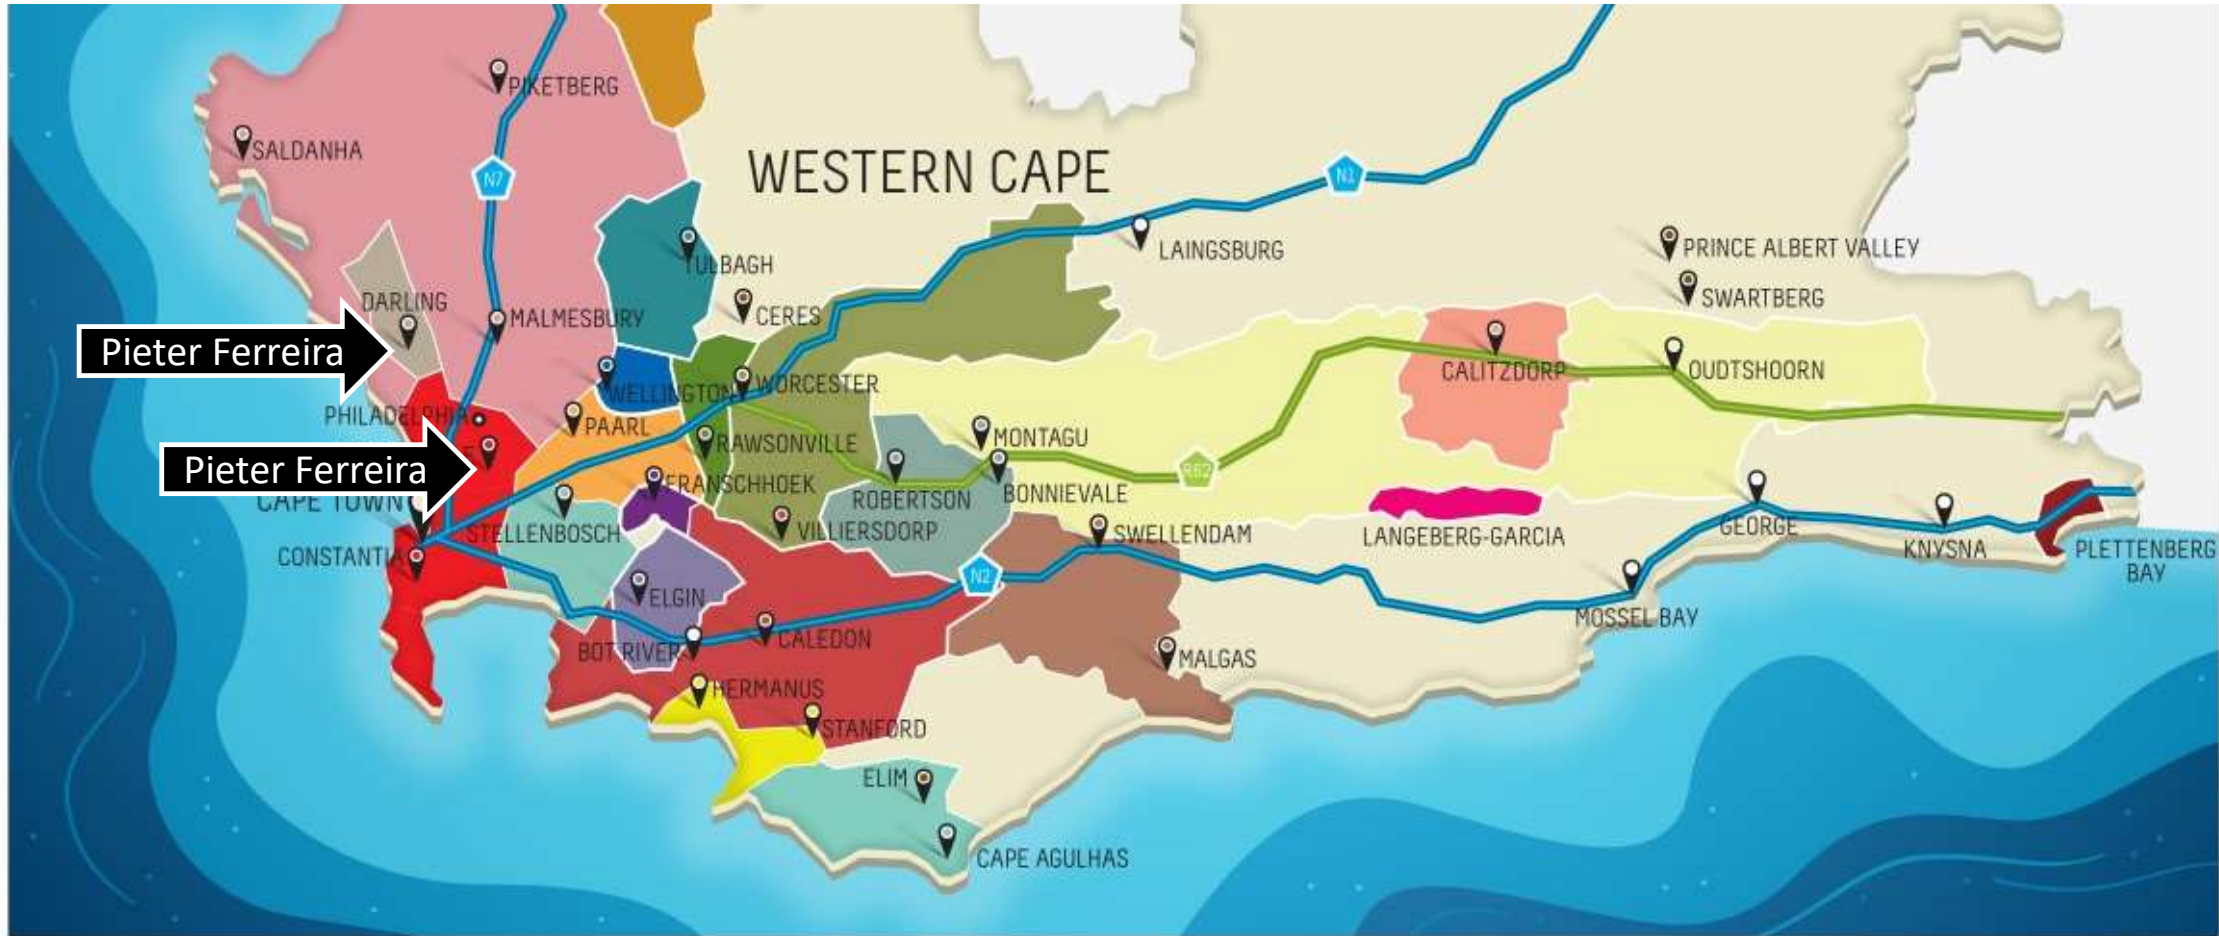 PIKETBERG
SALDANHA
WESTERN CAPE
N7
N1
LAINGSBURG
PRINCE ALBERT VALLEY
TULBAGH
SWARTBERG
DARLING
CERES
MALMESBURY
Pieter Ferreira
CALITZDORP
OUDTSHOORN
WELLINGTON
WORCESTER
PHILADELPHIA
PAARL
RAWSONVILLE
MONTAGU
Pieter Ferreira
R62
FRANSCHHOEK
ROBERTSON
BONNIEVALE
CAPE TOWN
STELLENBOSCH
VILLIERSDORP
SWELLENDAM
LANGEBERG-GARCIA
GEORGE
KNYSNA
PLETTENBERG
BAY
CONSTANTIA
N2
ELGIN
MOSSEL BAY
BOT RIVER
CALEDON
MALGAS
HERMANUS
STANFORD
ELIM
CAPE AGULHAS